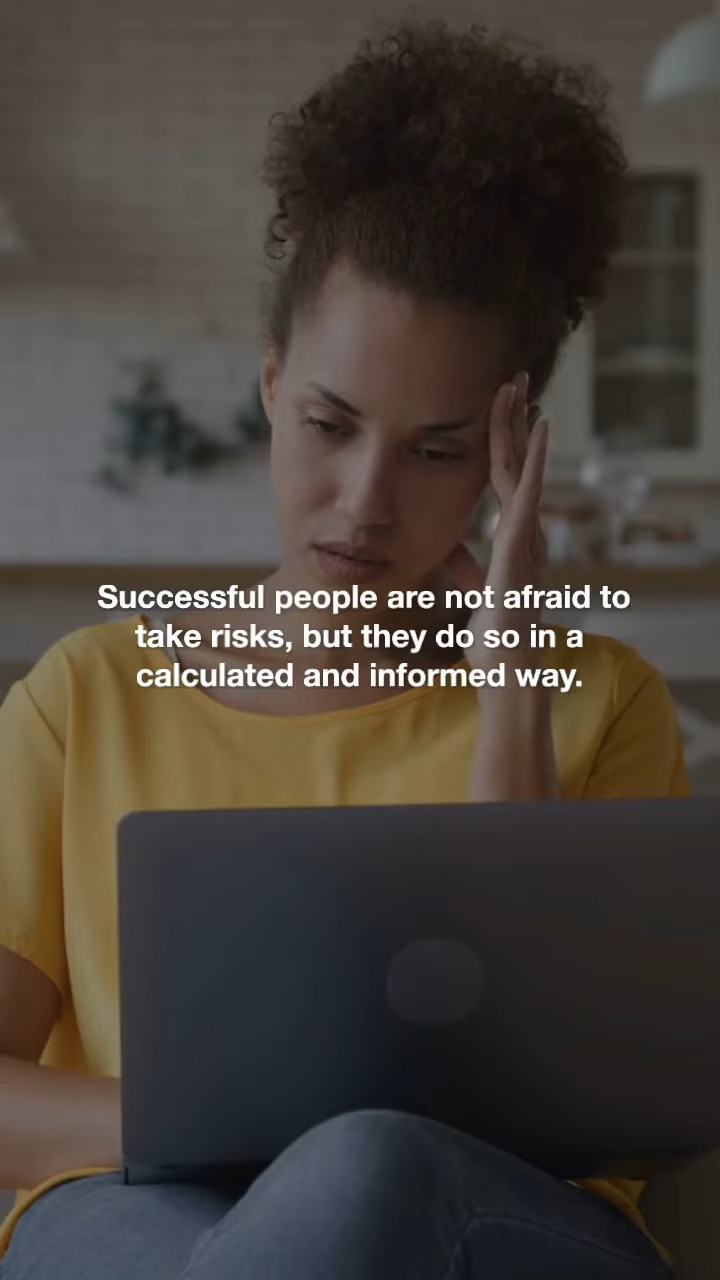 Successful people are not afraid to
take risks, but they do so in a
calculated and informed way.